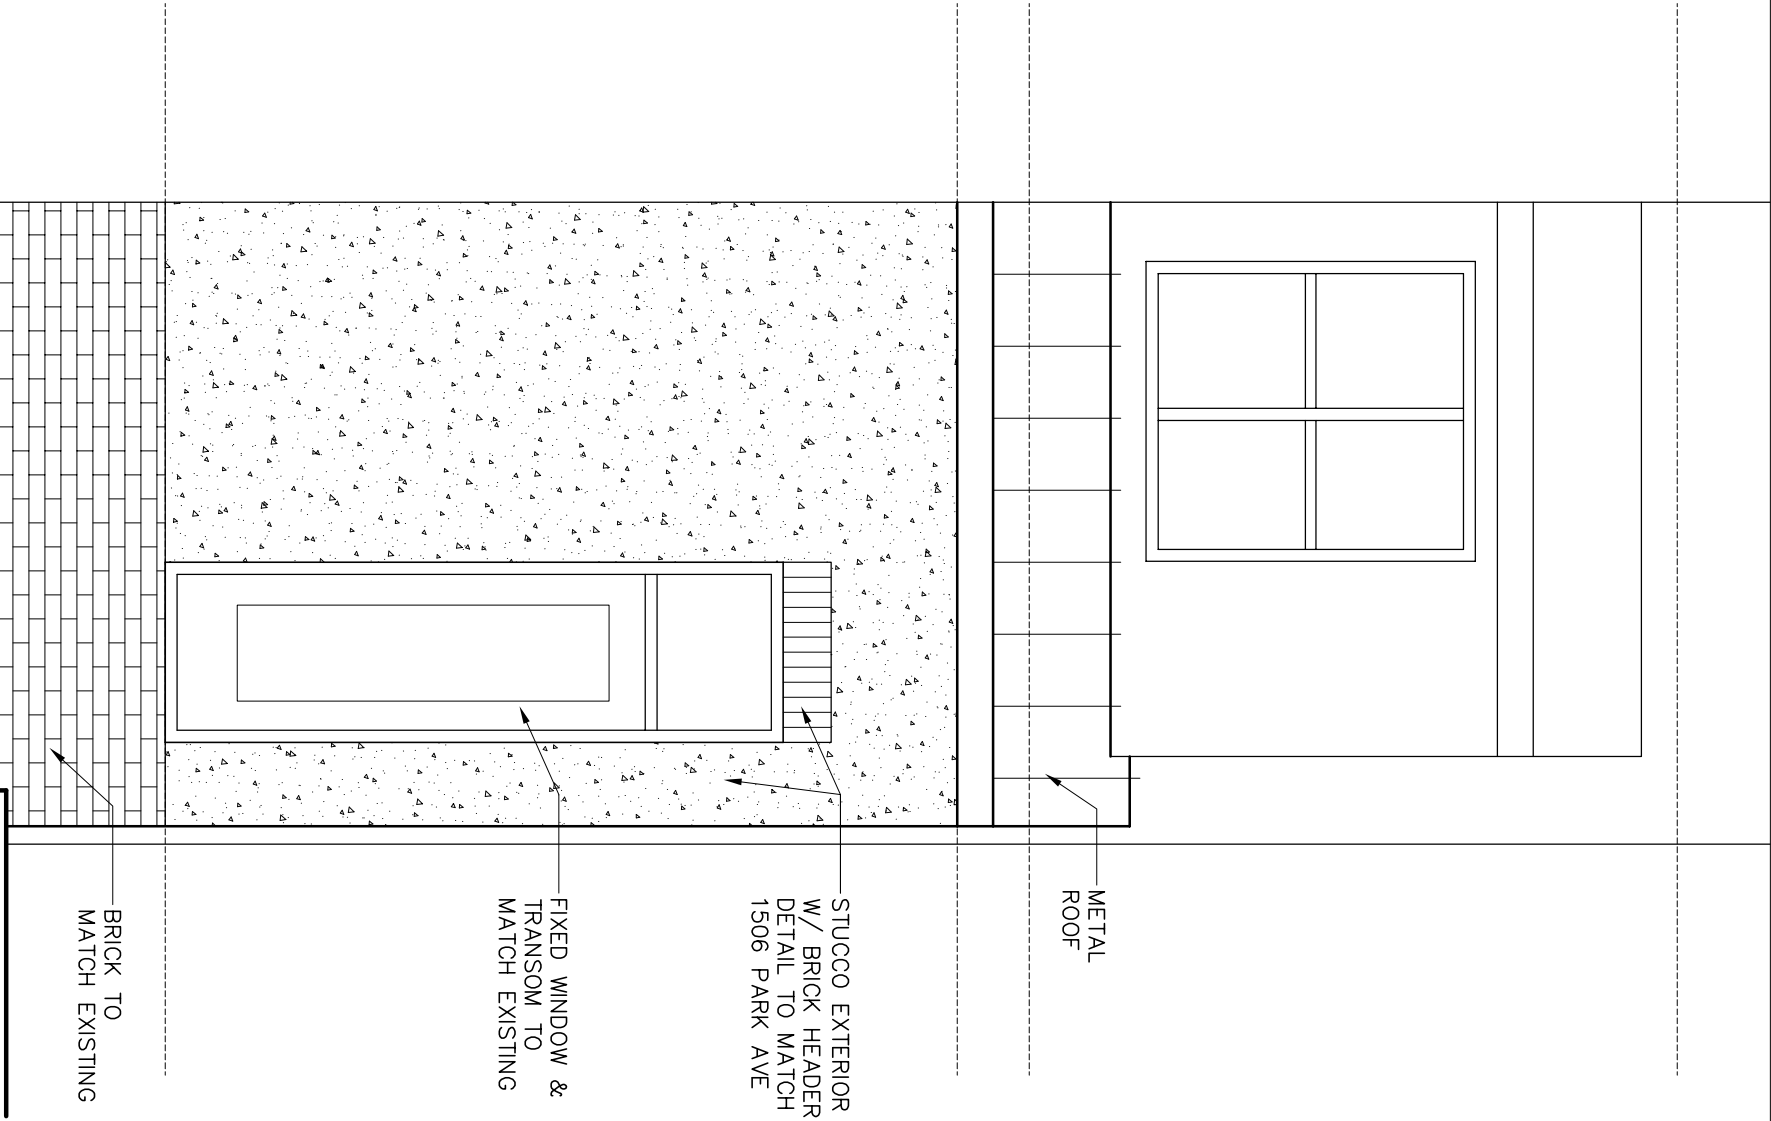 METAL
ROOF
STUCCO EXTERIOR
W/ BRICK HEADER
DETAIL TO MATCH
1506 PARK AVE
FIXED WINDOW &
TRANSOM TO
MATCH EXISTING
BRICK TO
MATCH EXISTING